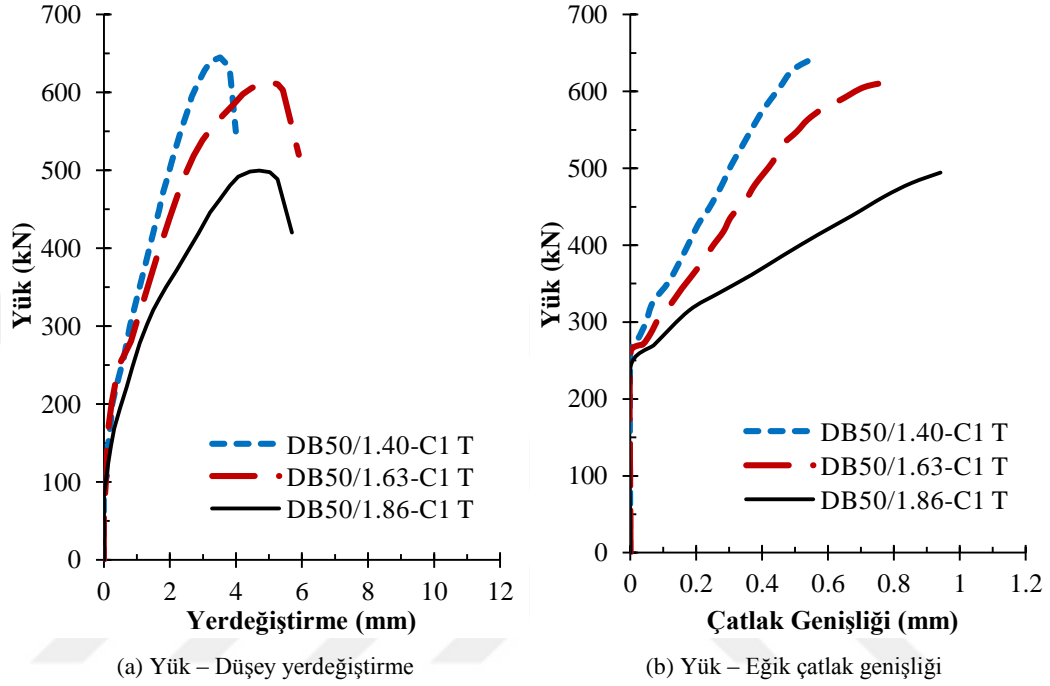 700
600
500
400
300
200
100
0
Yük (kN)
0 2 4 6 8 10 12
Yerdeğiştirme (mm)
DB50/1.40-C1 T
DB50/1.63-C1 T
DB50/1.86-C1 T
(a) Yük – Düşey yerdeğiştirme
700
600
500
400
300
200
100
0
Yük (kN)
0 0.2 0.4 0.6 0.8 1 1.2
Çatlak Genişliği (mm)
DB50/1.40-C1 T
DB50/1.63-C1 T
DB50/1.86-C1 T
(b) Yük – Eğik çatlak genişliği